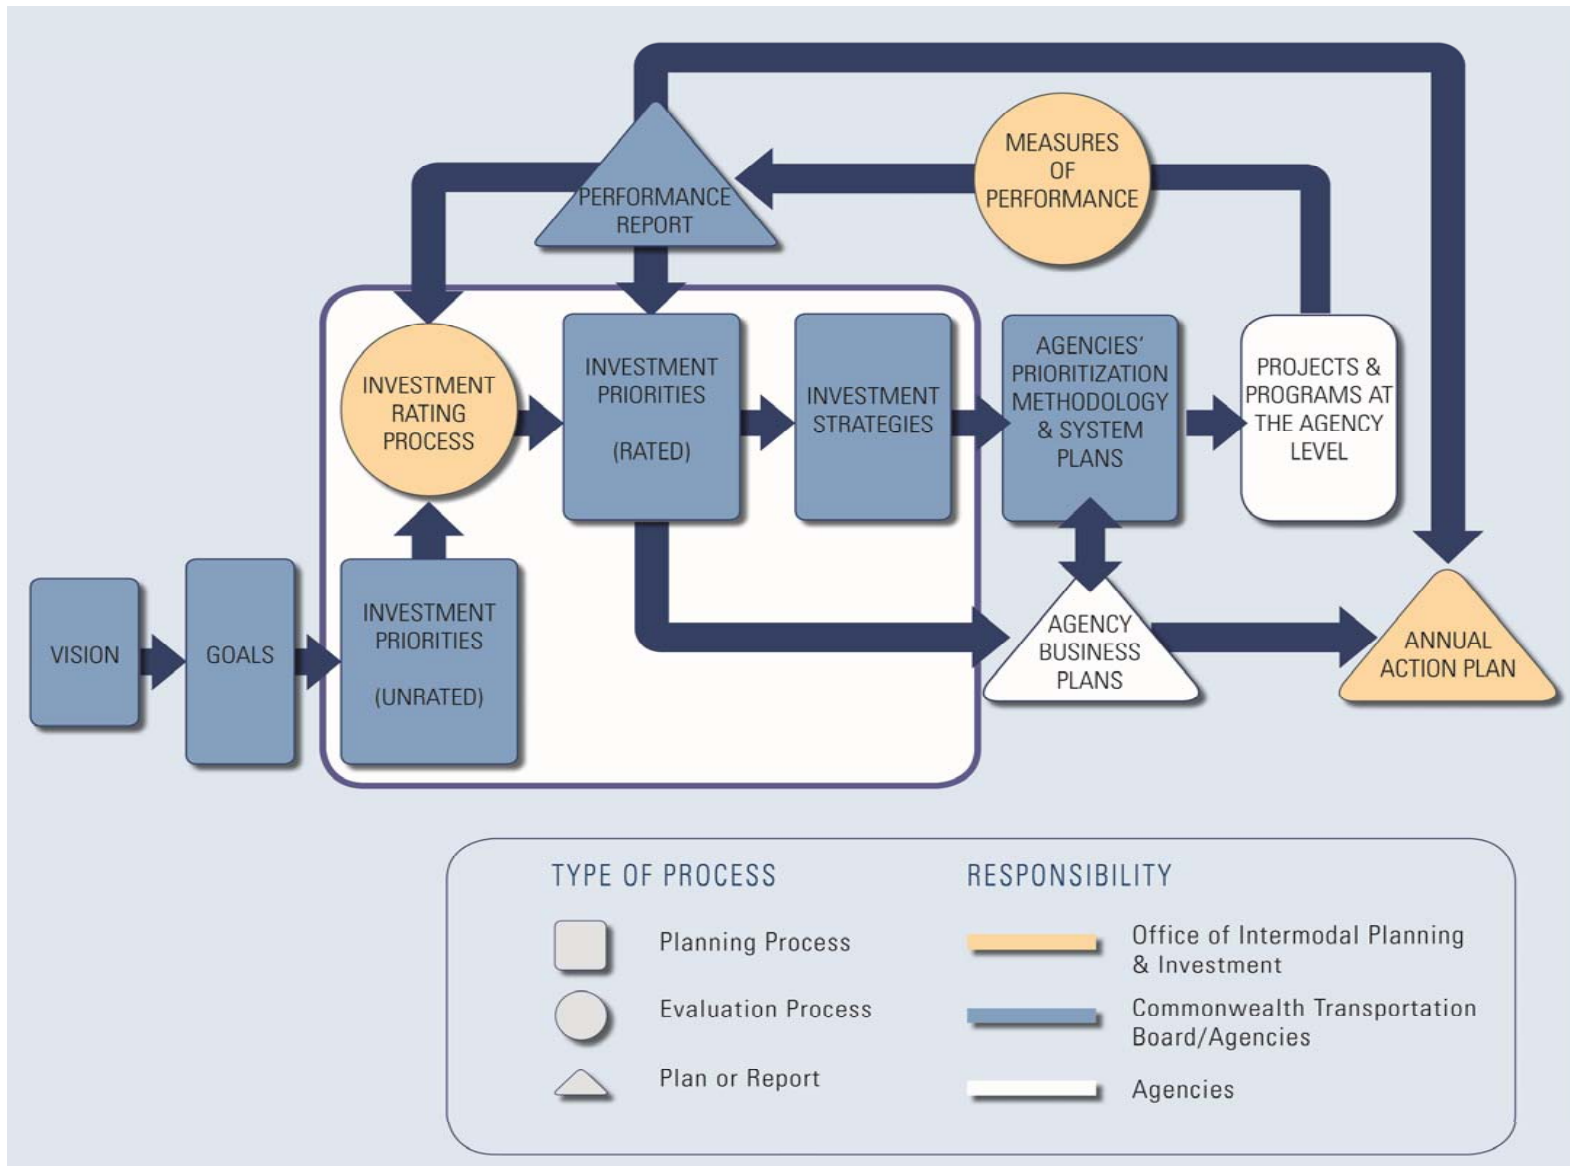 MEASURES
OF
PERFORMANCE
PERFORMANCE
REPORT
INVESTMENT
RATING
PROCESS
INVESTMENT
PRIORITIES
(RATED)
INVESTMENT
STRATEGIES
AGENCIES'
PRIORITIZATION
METHODOLOGY
& SYSTEM
PLANS
PROJECTS &
PROGRAMS AT
THE AGENCY
LEVEL
VISION
GOALS
INVESTMENT
PRIORITIES
(UNRATED)
AGENCY
BUSINESS
PLANS
ANNUAL
ACTION PLAN
TYPE OF PROCESS
Planning Process
Evaluation Process
Plan or Report
RESPONSIBILITY
Office of Intermodal Planning
& Investment
Commonwealth Transportation
Board/Agencies
Agencies